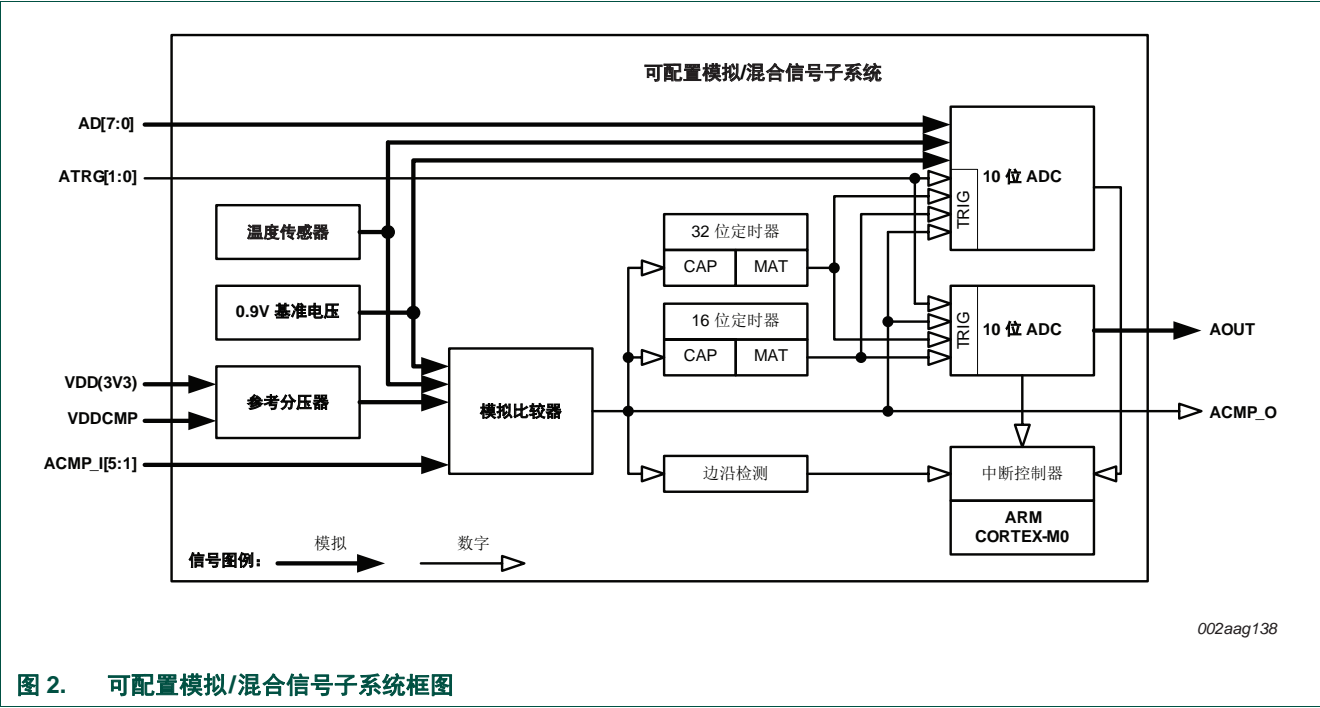 可配置模拟/混合信号子系统
AD[7:0]
ATRG[1:0]
10 位 ADC
TRIG
温度传感器
32 位定时器
CAP
MAT
0.9V 基准电压
16 位定时器
CAP
MAT
TRIG
10 位 ADC
AOUT
VDD(3V3)
VDDCMP
参考分压器
模拟比较器
ACMP_O
ACMP_I[5:1]
边沿检测
中断控制器
ARM
CORTEX-M0
信号图例:
模拟
数字
002aag138
图 2. 可配置模拟/混合信号子系统框图